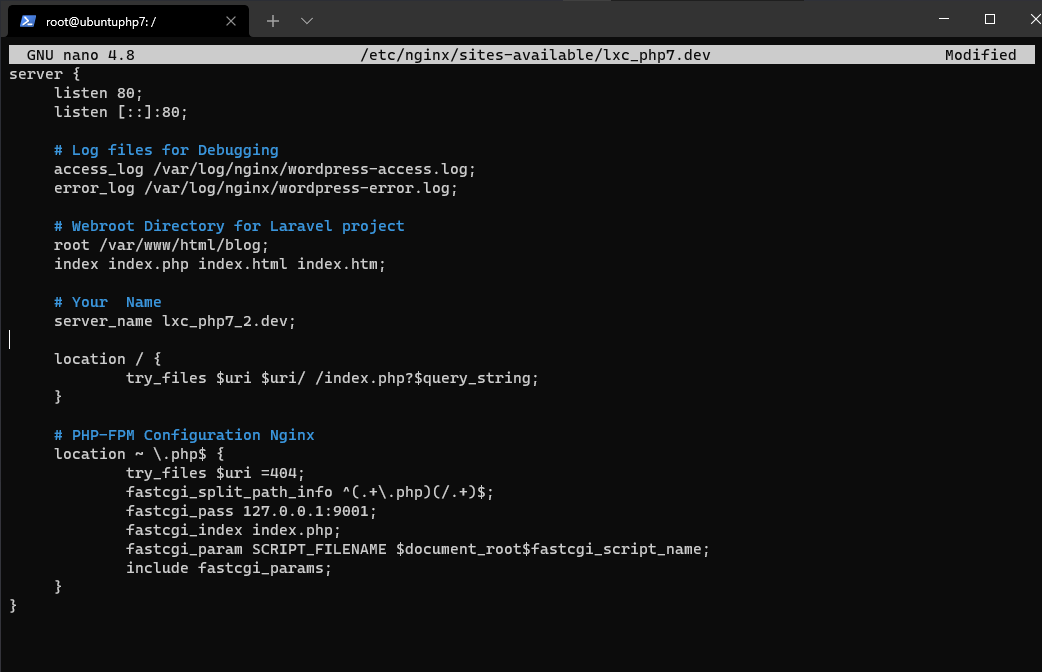 root@ubuntuphp7: /
GNU nano 4.8 /etc/nginx/sites-available/lxc_php7.dev Modified
server {
listen 80;
listen [::]:80;
# Log files for Debugging
access_log /var/log/nginx/wordpress-access.log;
error_log /var/log/nginx/wordpress-error.log;
# Webroot Directory for Laravel project
root /var/www/html/blog;
index index.php index.html index.htm;
# Your  Name
server_name lxc_php7_2.dev;
location / {
try_files $uri $uri/ /index.php?$query_string;
}
# PHP-FPM Configuration Nginx
location ~ \.php$ {
try_files $uri =404;
fastcgi_split_path_info ^(.+\.php)(/.+)$;
fastcgi_pass 127.0.0.1:9001;
fastcgi_index index.php;
fastcgi_param SCRIPT_FILENAME $document_root$fastcgi_script_name;
include fastcgi_params;
}
}